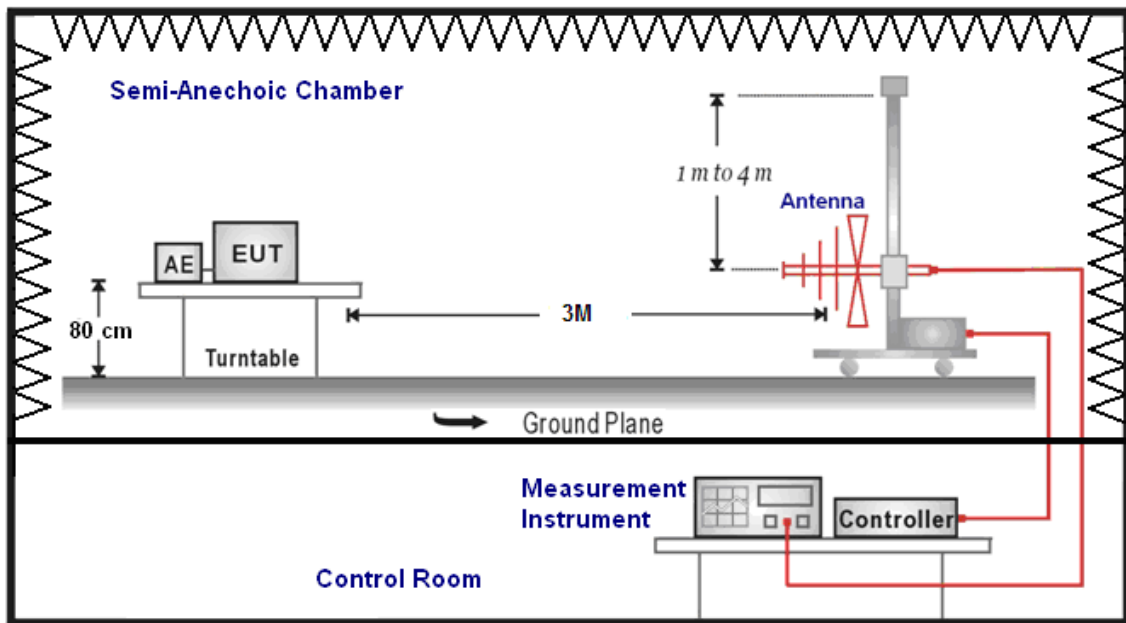 Semi-Anechoic Chamber
1 m to 4 m
Antenna
AE
EUT
80 cm
3M
Turntable
Ground Plane
Measurement
Instrument
Controller
Control Room